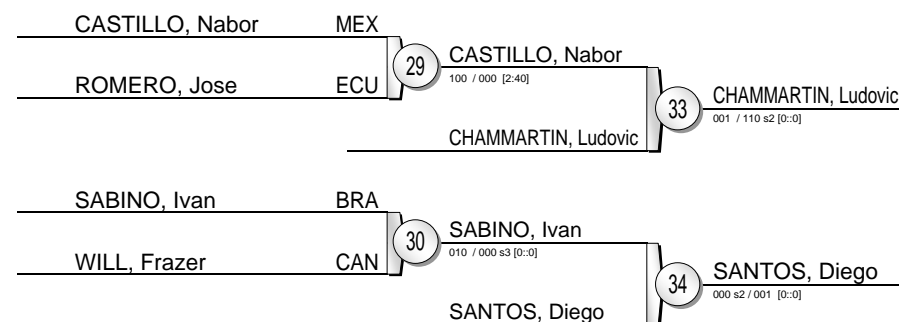 CASTILLO, Nabor MEX
29 CASTILLO, Nabor
100 / 000 [2:40]
ROMERO, Jose ECU
33 CHAMMARTIN, Ludovic
001 / 110 s2 [0::0]
CHAMMARTIN, Ludovic
SABINO, Ivan BRA
30 SABINO, Ivan
010 / 000 s3 [0::0]
WILL, Frazer CAN
34 SANTOS, Diego
000 s2 / 001 [0::0]
SANTOS, Diego